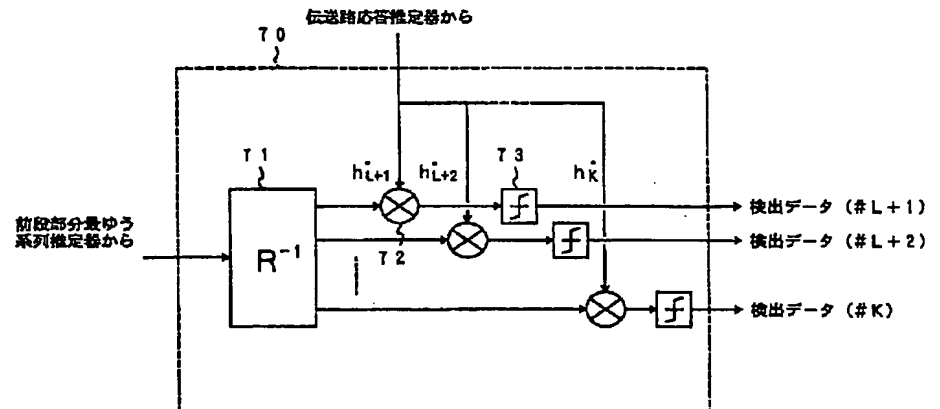 伝送路応答推定器から
70
71
h*L+1
h*L+2
73
h*K
前段部分最ゆう
系列推定器から
R-1
72
検出データ (#L+1)
検出データ (#L+2)
検出データ (#K)